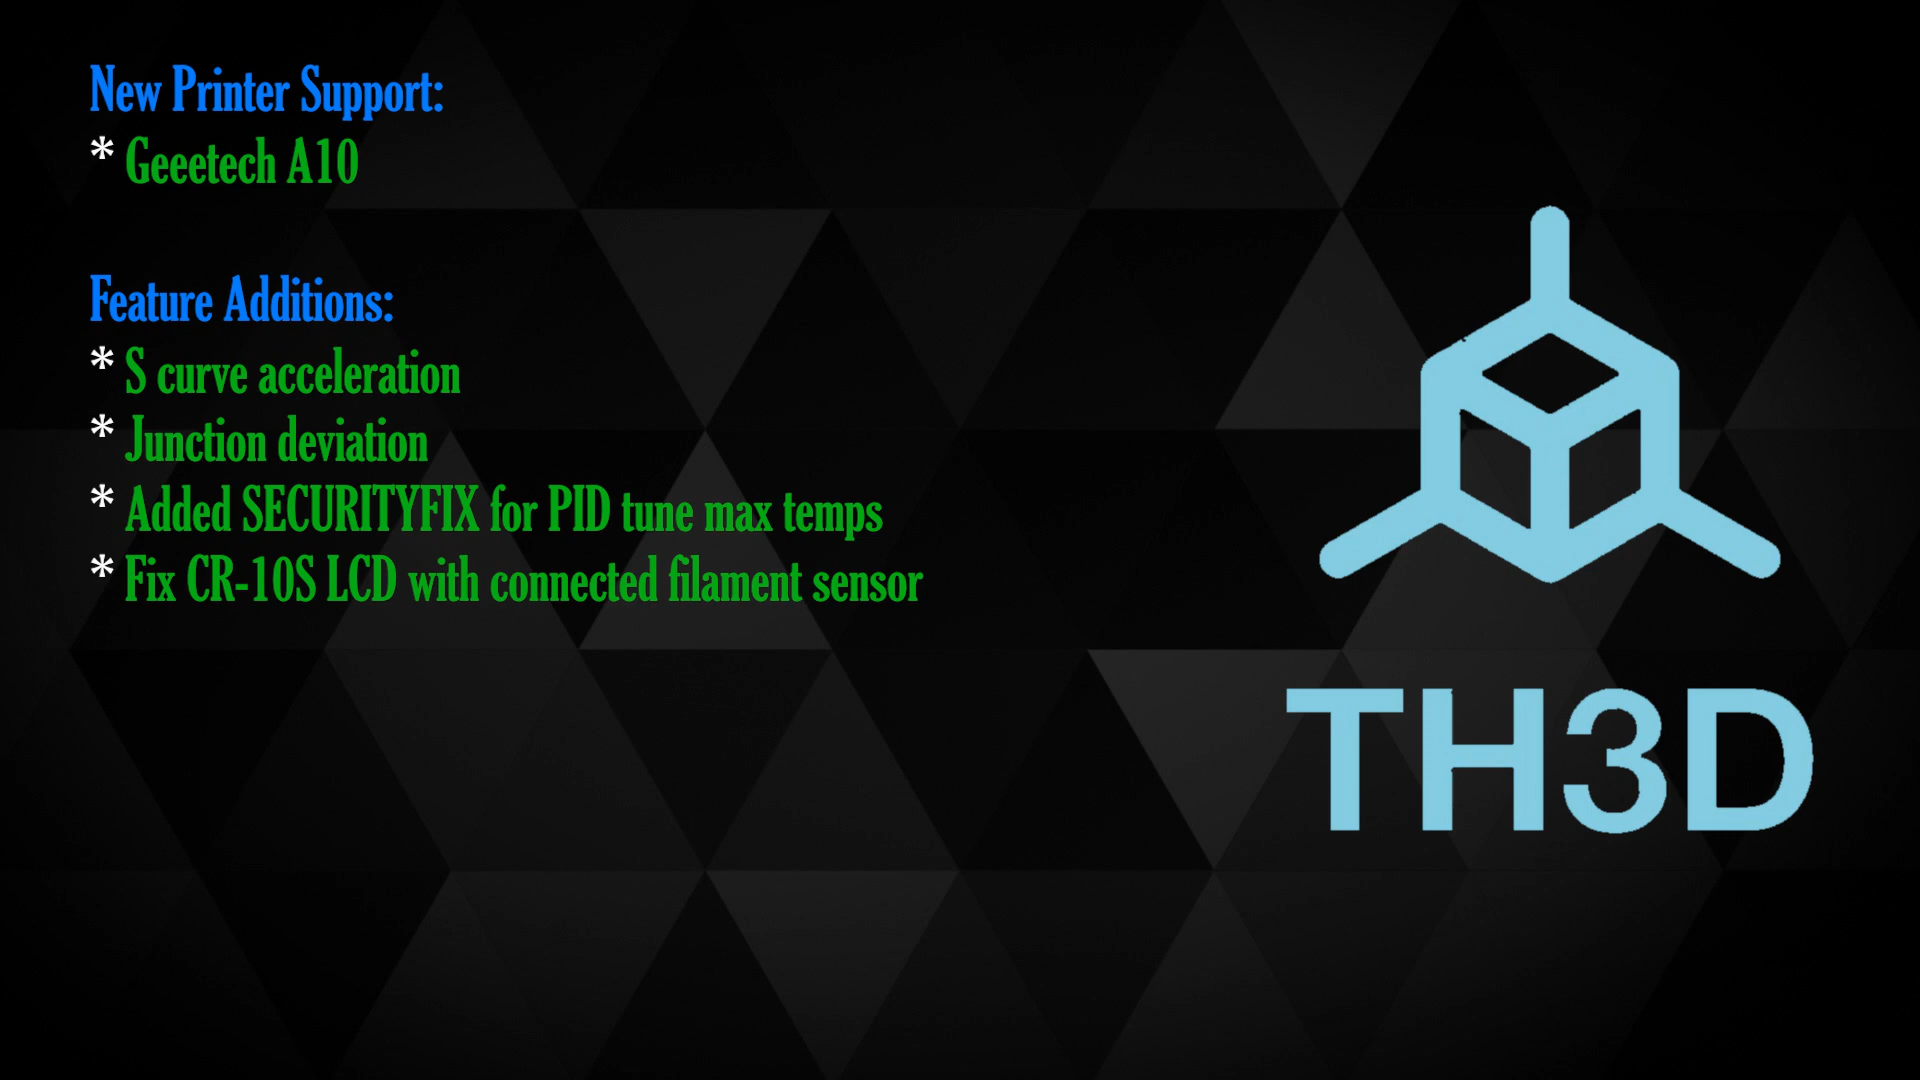 New Printer Support:
* Geeetech A10
Feature Additions:
* S curve acceleration
* Junction deviation
* Added SECURITYFIX for PID tune max temps
* Fix CR-10S LCD with connected filament sensor
TH3D